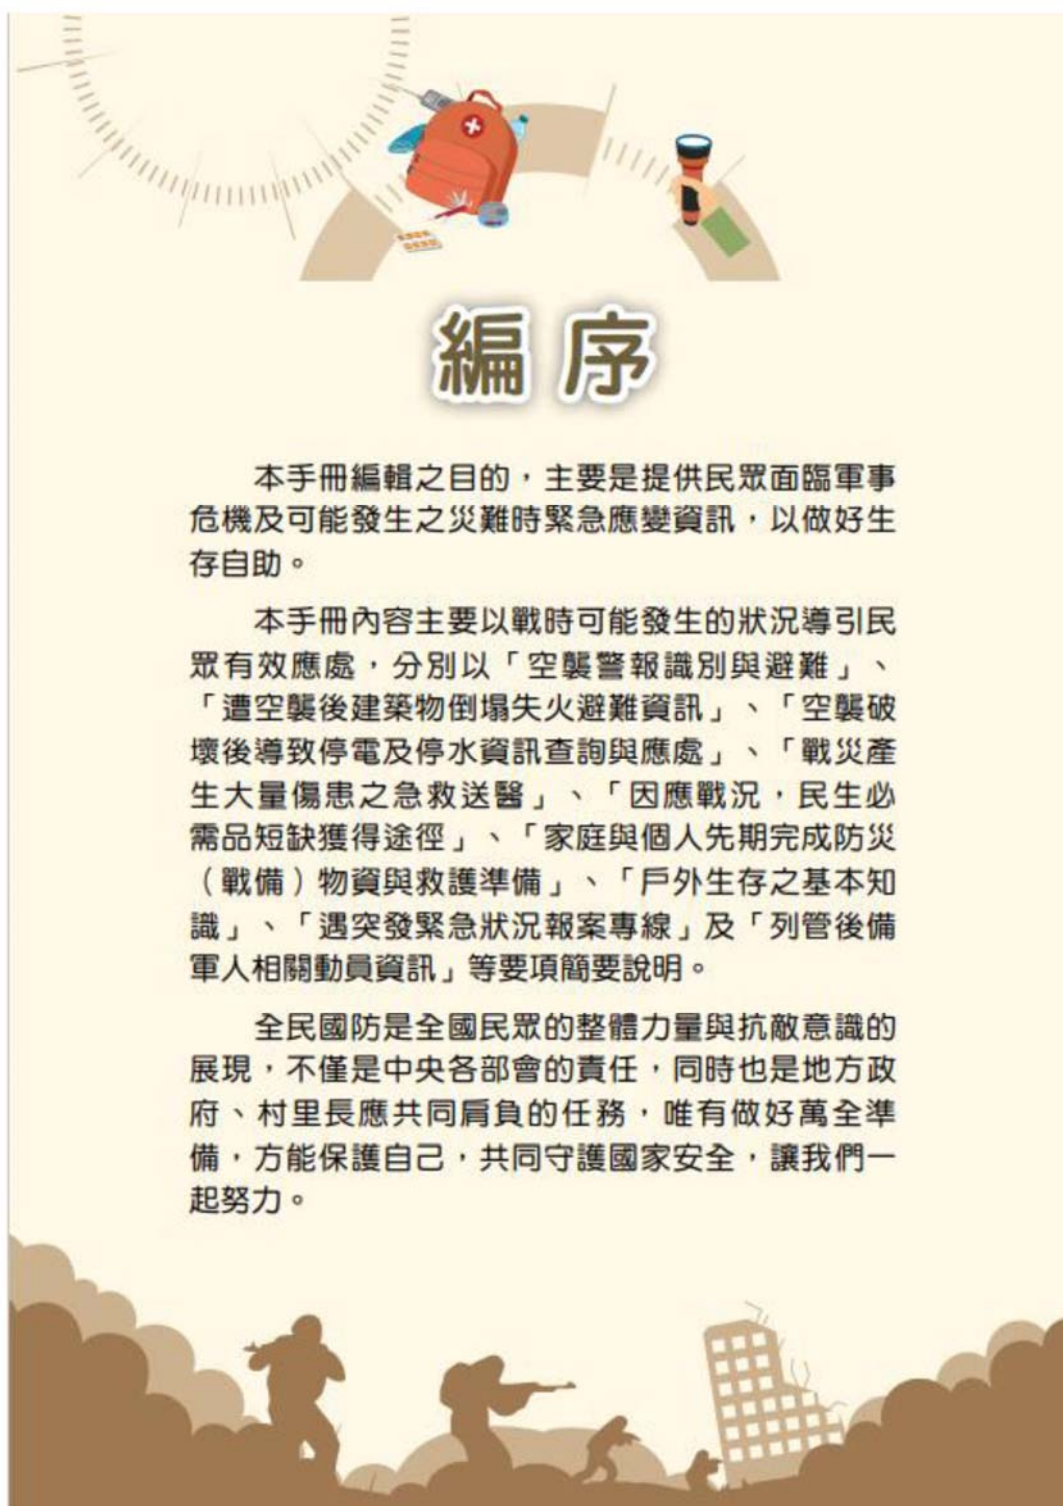 編序
本手冊編輯之目的，主要是提供民眾面臨軍事
危機及可能發生之災難時緊急應變資訊，以做好生
存自助。
本手冊內容主要以戰時可能發生的狀況導引民
眾有效應處，分別以「空襲警報識別與避難」、
「遭空襲後建築物倒塌失火避難資訊」、「空襲破
壞後導致停電及停水資訊查詢與應處」、「戰災產
生大量傷患之急救送醫」、「因應戰況，民生必
需品短缺獲得途徑」、「家庭與個人先期完成防災
（戰備）物資與救護準備」、「戶外生存之基本知
識」、「遇突發緊急狀況報案專線」及「列管後備
軍人相關動員資訊」等要項簡要說明。
全民國防是全國民眾的整體力量與抗敵意識的
展現，不僅是中央各部會的責任，同時也是地方政
府、村里長應共同肩負的任務，唯有做好萬全準
備，方能保護自己，共同守護國家安全，讓我們一
起努力。